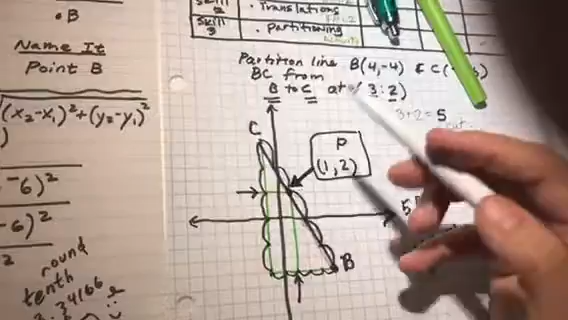 • B
Name It
Point B
(x₂-x₁)²+(y₂-y₁)²
-6)²
-6)²
2
round
tenth
Skill
2
• Translations
Skill
3
• Partitioning
Partition line B(4,-4) & C(
BC from
B to C at 3:2)
3+2=5
C
P
(1,2)
B
5